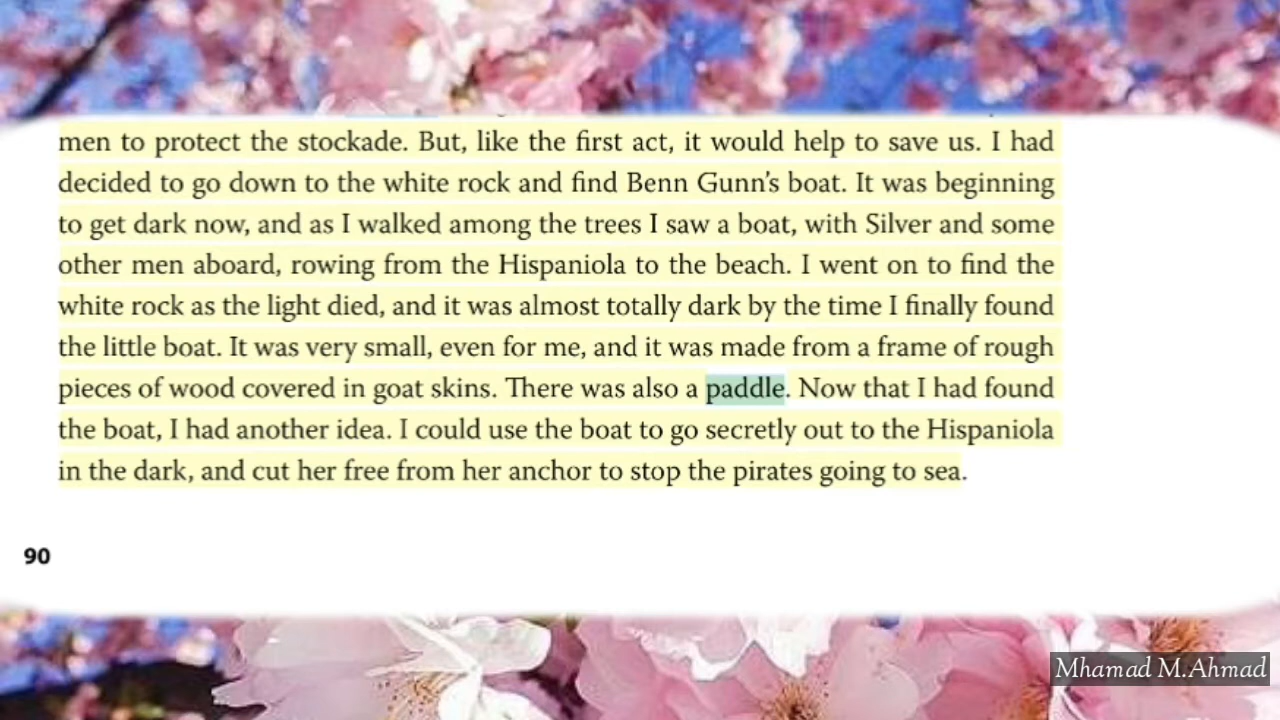 men to protect the stockade. But, like the first act, it would help to save us. I had
decided to go down to the white rock and find Benn Gunn's boat. It was beginning
to get dark now, and as I walked among the trees I saw a boat, with Silver and some
other men aboard, rowing from the Hispaniola to the beach. I went on to find the
white rock as the light died, and it was almost totally dark by the time I finally found
the little boat. It was very small, even for me, and it was made from a frame of rough
pieces of wood covered in goat skins. There was also a paddle. Now that I had found
the boat, I had another idea. I could use the boat to go secretly out to the Hispaniola
in the dark, and cut her free from her anchor to stop the pirates going to sea.
90
Mhamad M.Ahmad